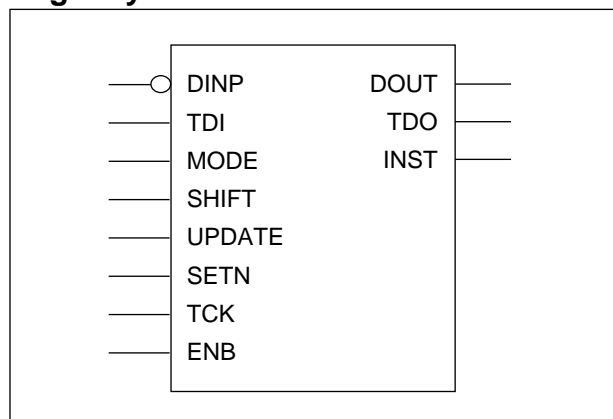 DINP DOUT
TDI TDO
MODE INST
SHIFT
UPDATE
SETN
TCK
ENB